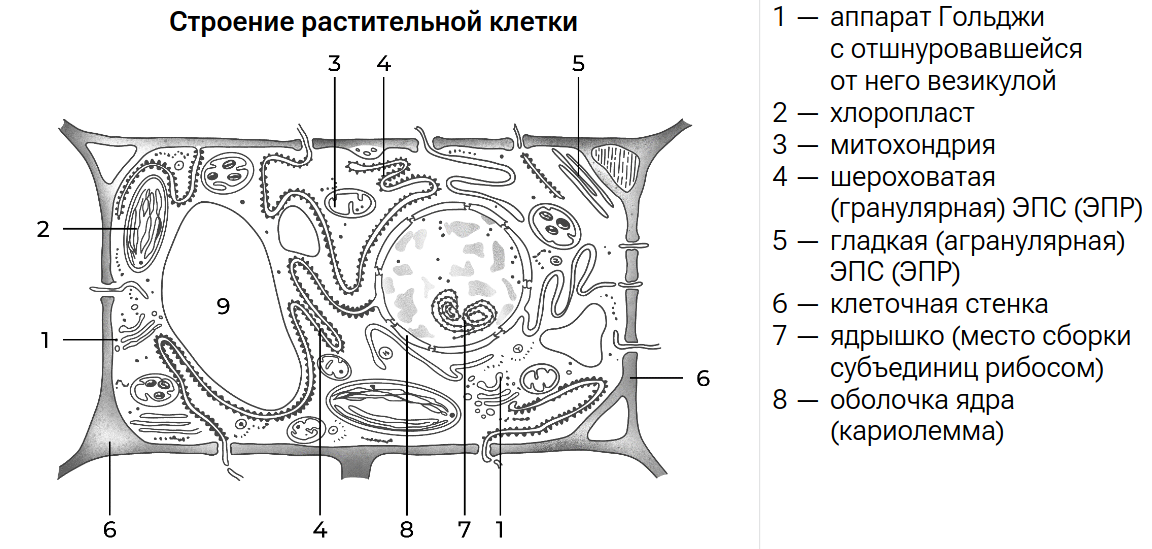 Строение растительной клетки
3 4 5
2
9
1
6
6 4 8 7 1
1 — аппарат Гольджи
с отшнуровавшейся
от него везикулой
2 — хлоропласт
3 — митохондрия
4 — шероховатая
(гранулярная) ЭПС (ЭПР)
5 — гладкая (агранулярная)
ЭПС (ЭПР)
6 — клеточная стенка
7 — ядрышко (место сборки
субъединиц рибосом)
8 — оболочка ядра
(кариолемма)